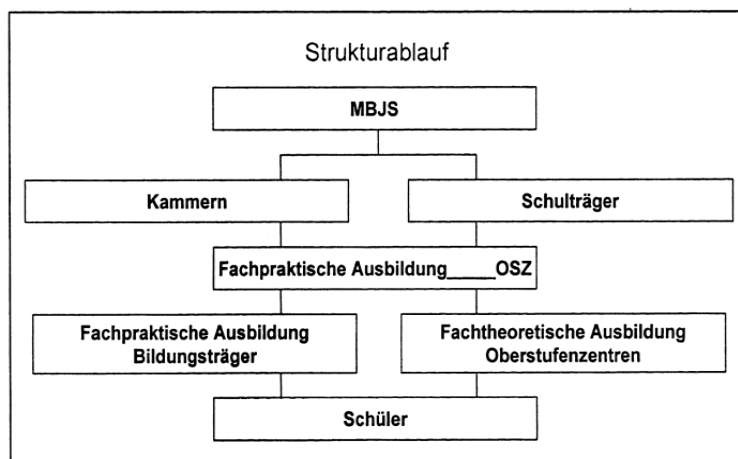 Strukturablauf
MBJS
Kammern
Schulträger
Fachpraktische Ausbildung_____OSZ
Fachpraktische Ausbildung
Bildungsträger
Fachtheoretische Ausbildung
Oberstufenzentren
Schüler